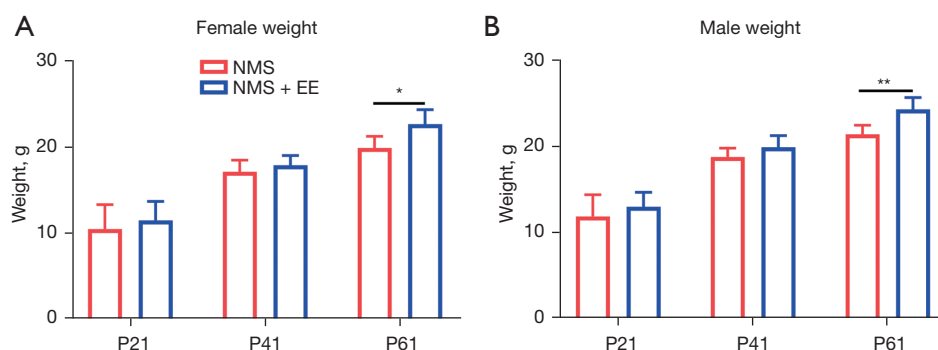 A
Female weight
30
20
10
0
Weight, g
NMS
NMS + EE
*
P21
P41
P61
B
Male weight
30
20
10
0
Weight, g
**
P21
P41
P61